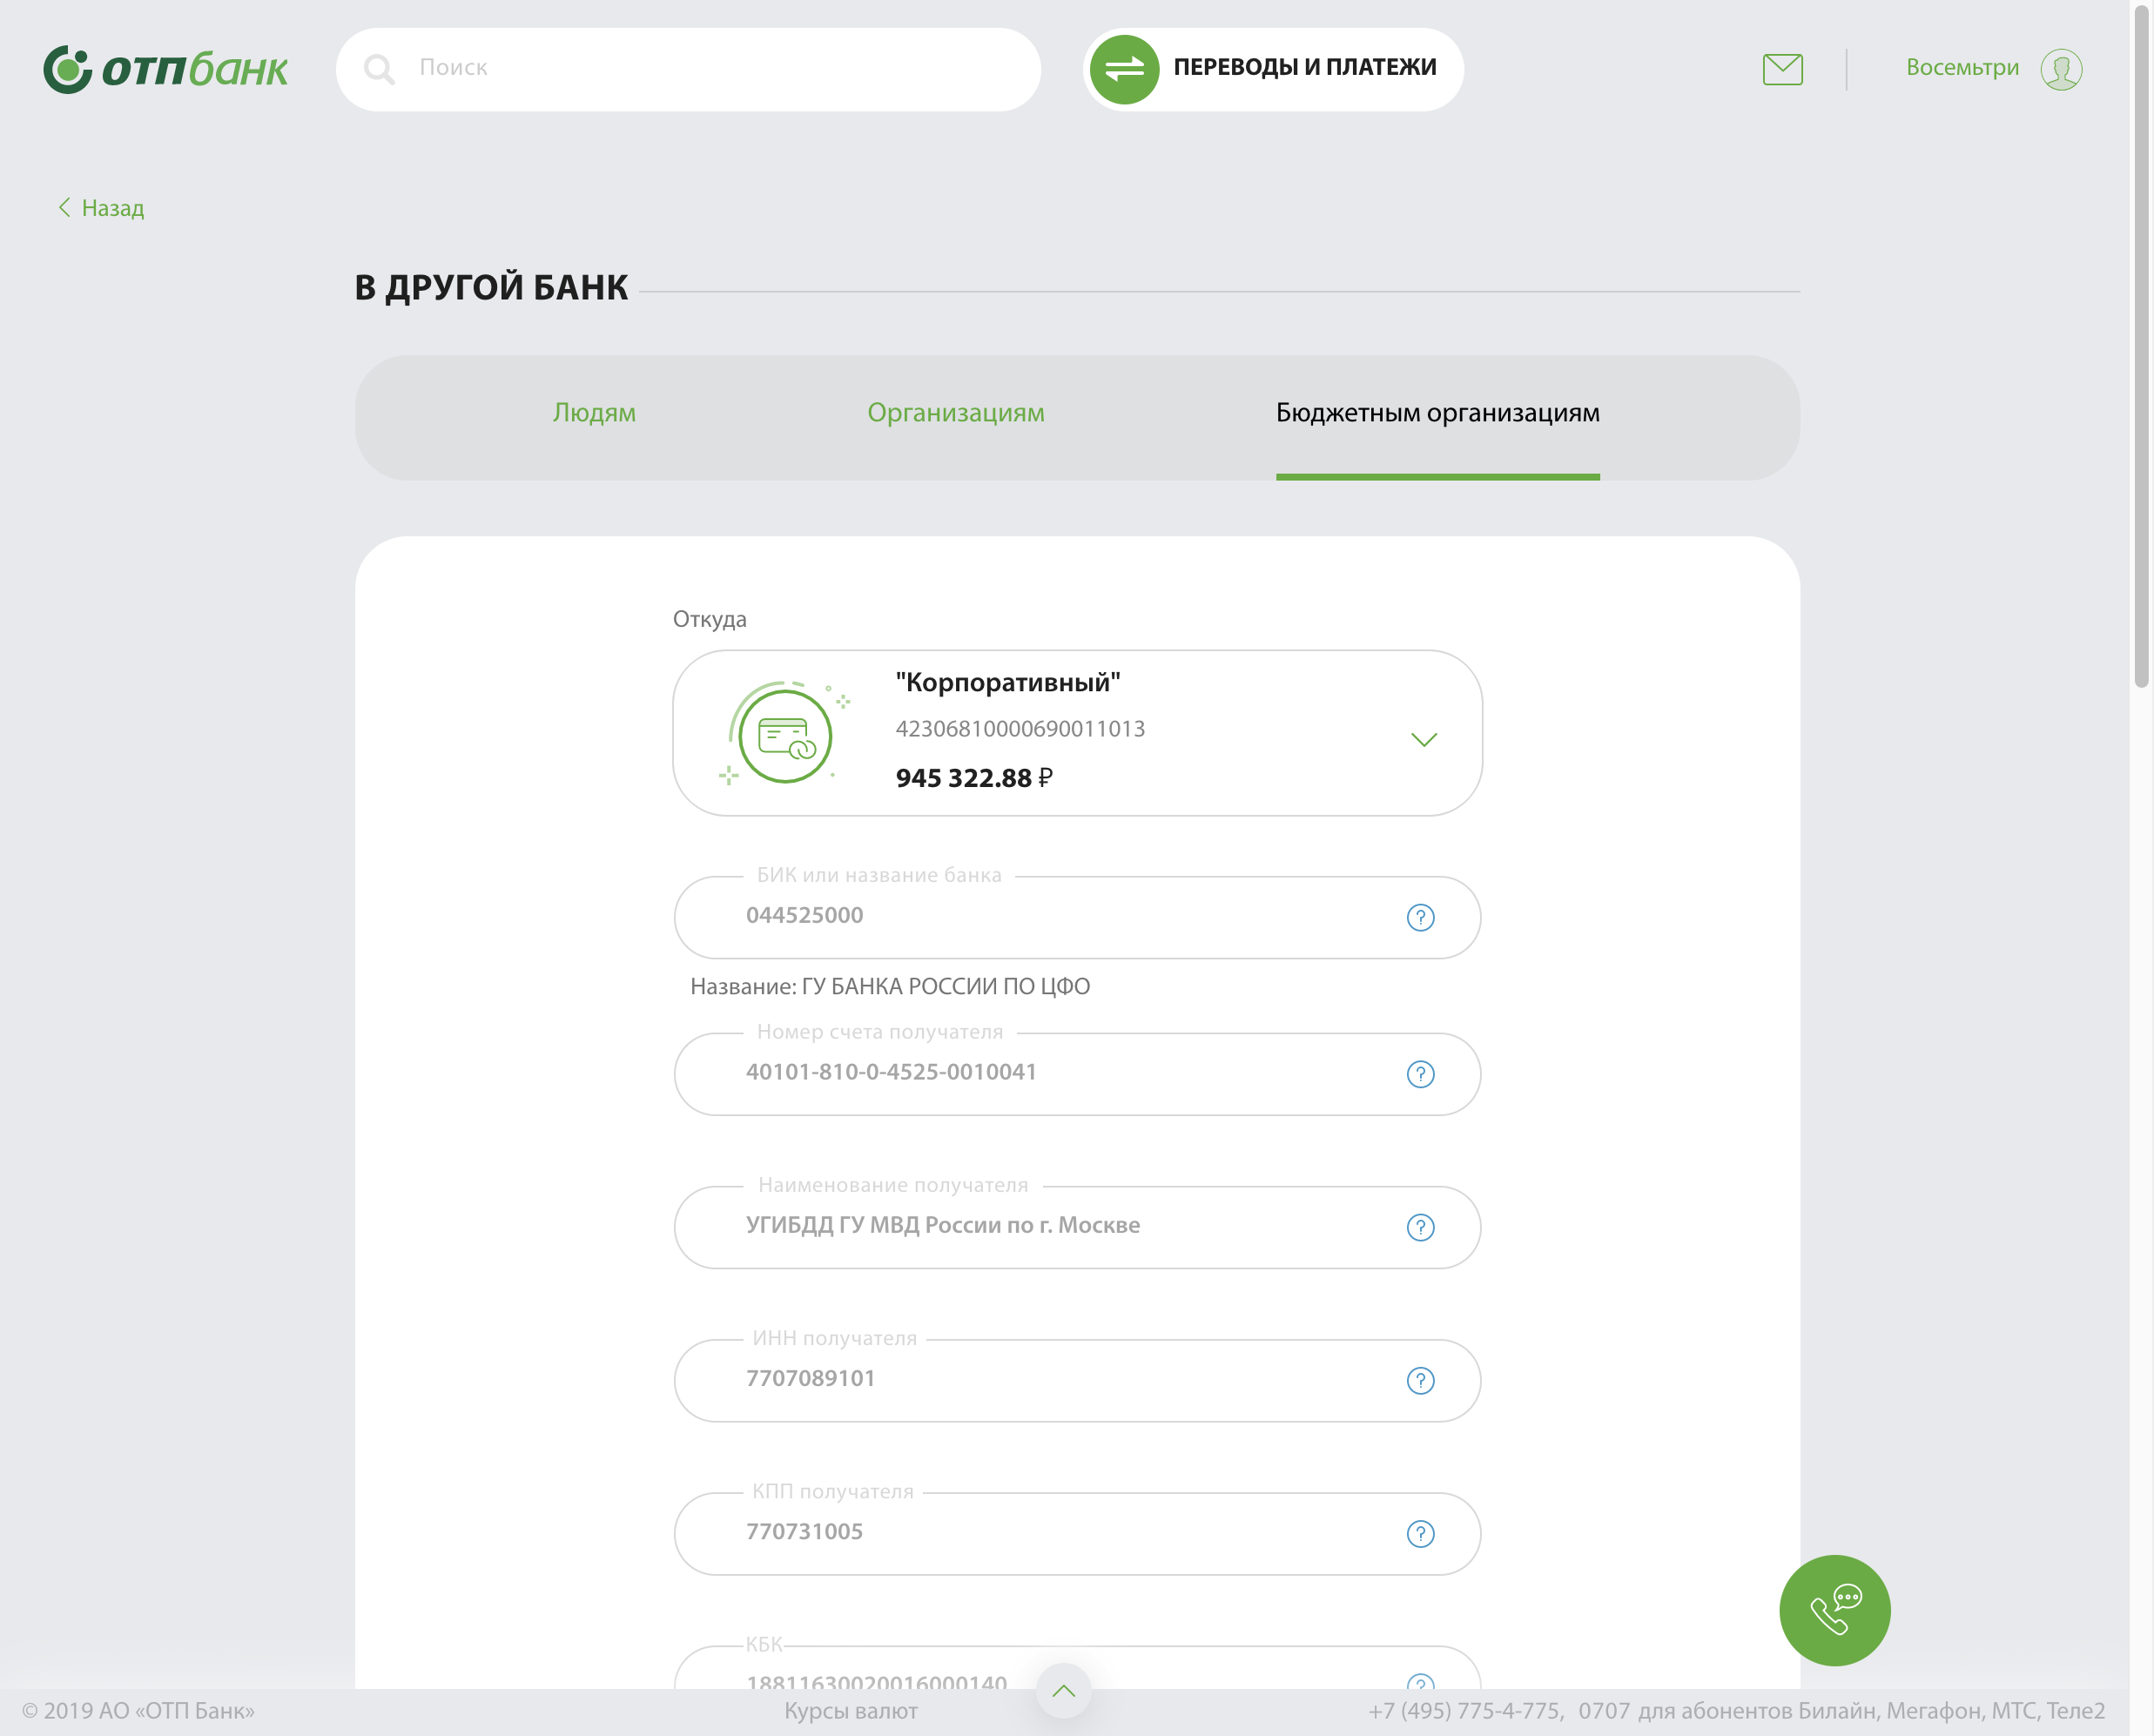 отпбанк
Поиск
ПЕРЕВОДЫ И ПЛАТЕЖИ
Восемьтри
Назад
В ДРУГОЙ БАНК
Людям
Организациям
Бюджетным организациям
Откуда
"Корпоративный"
42306810000690011013
945 322.88 ₽
БИК или название банка
044525000
Название: ГУ БАНКА РОССИИ ПО ЦФО
Номер счета получателя
40101-810-0-4525-0010041
Наименование получателя
УГИБДД ГУ МВД России по г. Москве
ИНН получателя
7707089101
КПП получателя
770731005
КБК
18811630020016000140
© 2019 АО «ОТП Банк»
Курсы валют
+7 (495) 775-4-775, 0707 для абонентов Билайн, Мегафон, МТС, Теле2